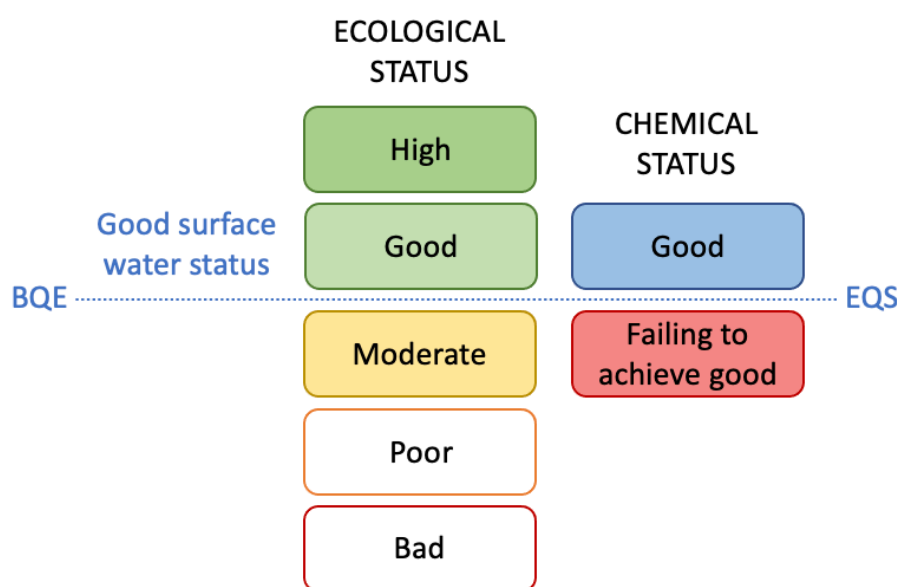 ECOLOGICAL
STATUS
High
CHEMICAL
STATUS
Good surface
water status
Good
Good
BQE
EQS
Moderate
Failing to
achieve good
Poor
Bad